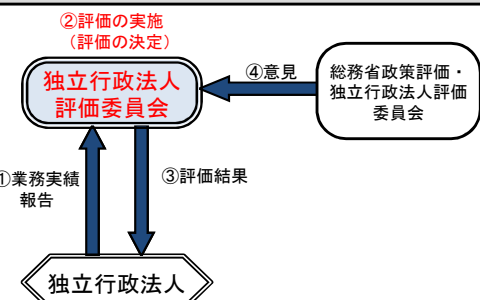 ②評価の実施
（評価の決定）
独立行政法人
評価委員会
④意見
総務省政策評価・
独立行政法人評価
委員会
①業務実績
報告
③評価結果
独立行政法人